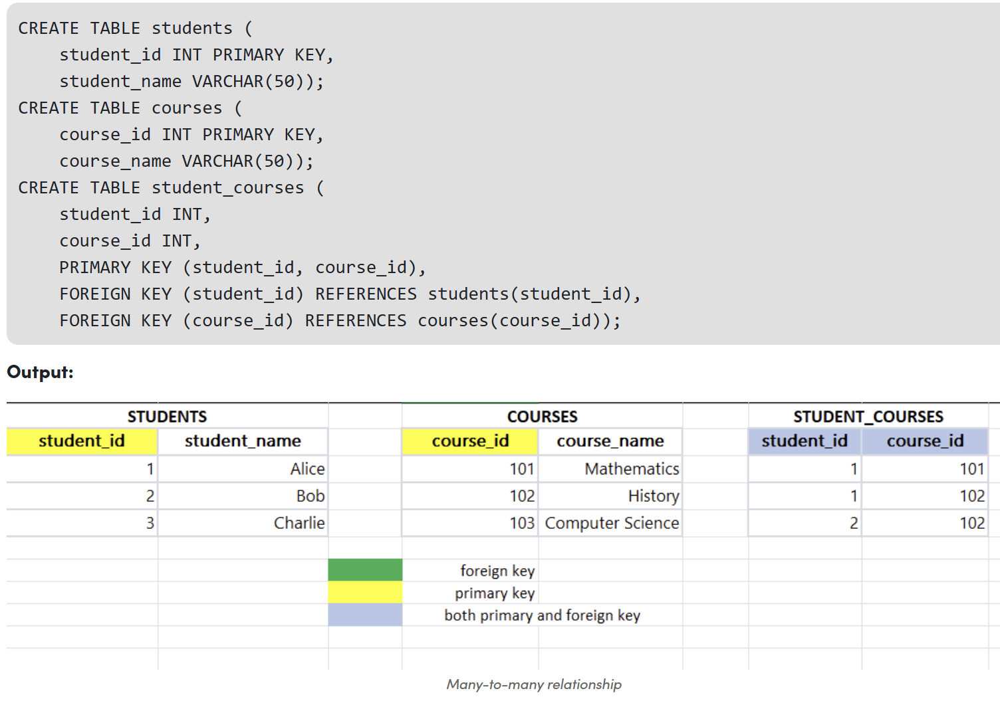 CREATE TABLE students (
    student_id INT PRIMARY KEY,
    student_name VARCHAR(50));
CREATE TABLE courses (
    course_id INT PRIMARY KEY,
    course_name VARCHAR(50));
CREATE TABLE student_courses (
    student_id INT,
    course_id INT,
    PRIMARY KEY (student_id, course_id),
    FOREIGN KEY (student_id) REFERENCES students(student_id),
    FOREIGN KEY (course_id) REFERENCES courses(course_id));
Output:
STUDENTS COURSES STUDENT_COURSES
student_id student_name course_id course_name student_id course_id
1 Alice 101 Mathematics 1 101
2 Bob 102 History 1 102
3 Charlie 103 Computer Science 2 102
foreign key
primary key
both primary and foreign key
Many-to-many relationship